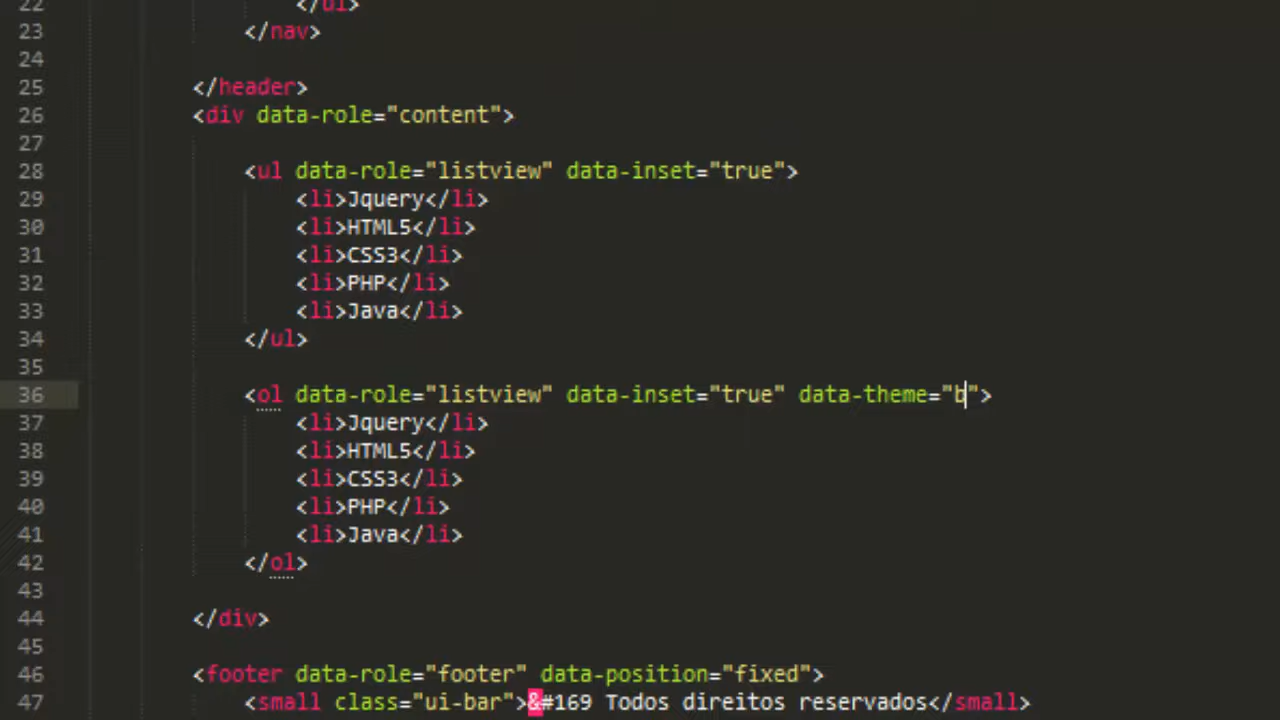 22 </ul>
23 </nav>
24
25 </header>
26 <div data-role="content">
27
28 <ul data-role="listview" data-inset="true">
29 <li>Jquery</li>
30 <li>HTML5</li>
31 <li>CSS3</li>
32 <li>PHP</li>
33 <li>Java</li>
34 </ul>
35
36 <ol data-role="listview" data-inset="true" data-theme="b">
37 <li>Jquery</li>
38 <li>HTML5</li>
39 <li>CSS3</li>
40 <li>PHP</li>
41 <li>Java</li>
42 </ol>
43
44 </div>
45
46 <footer data-role="footer" data-position="fixed">
47 <small class="ui-bar">&#169 Todos direitos reservados</small>